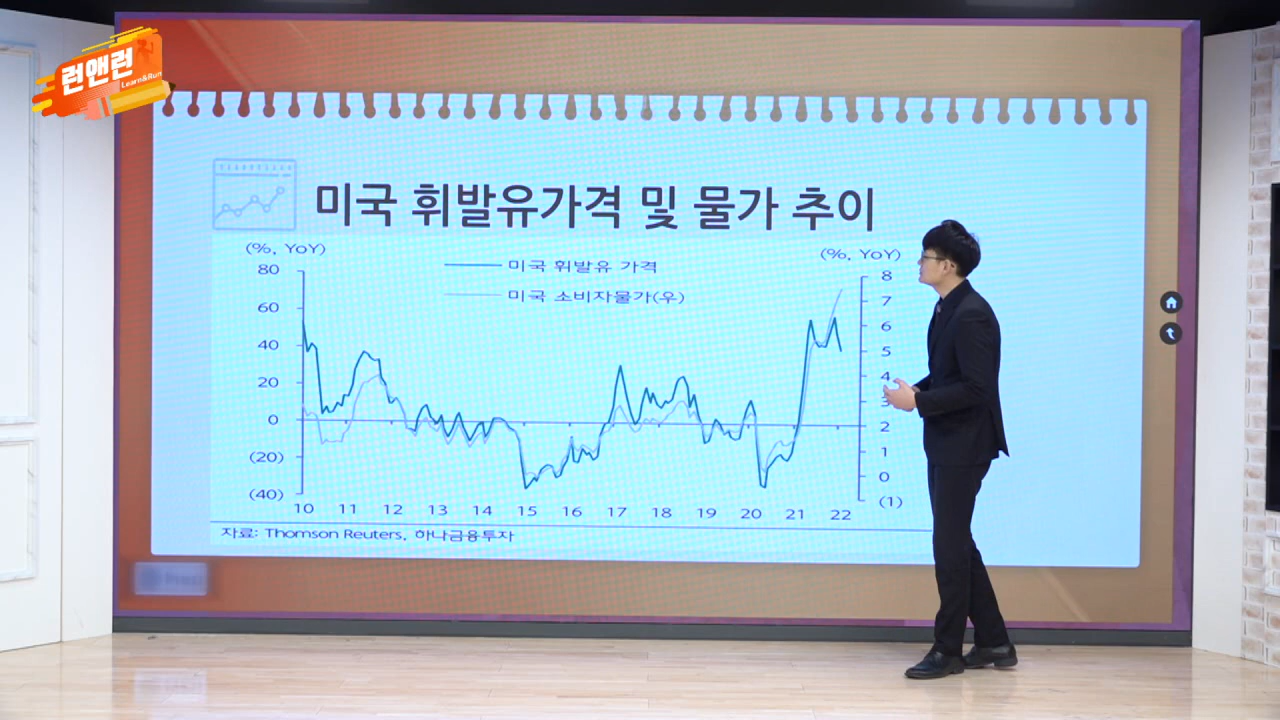 런앤런
Learn&Run
미국 휘발유가격 및 물가 추이
(%, YoY)
(%, YoY)
미국 휘발유 가격
미국 소비자물가(우)
80
60
40
20
0
(20)
(40)
8
7
6
5
4
3
2
1
0
(1)
10 11 12 13 14 15 16 17 18 19 20 21 22
자료: Thomson Reuters, 하나금융투자